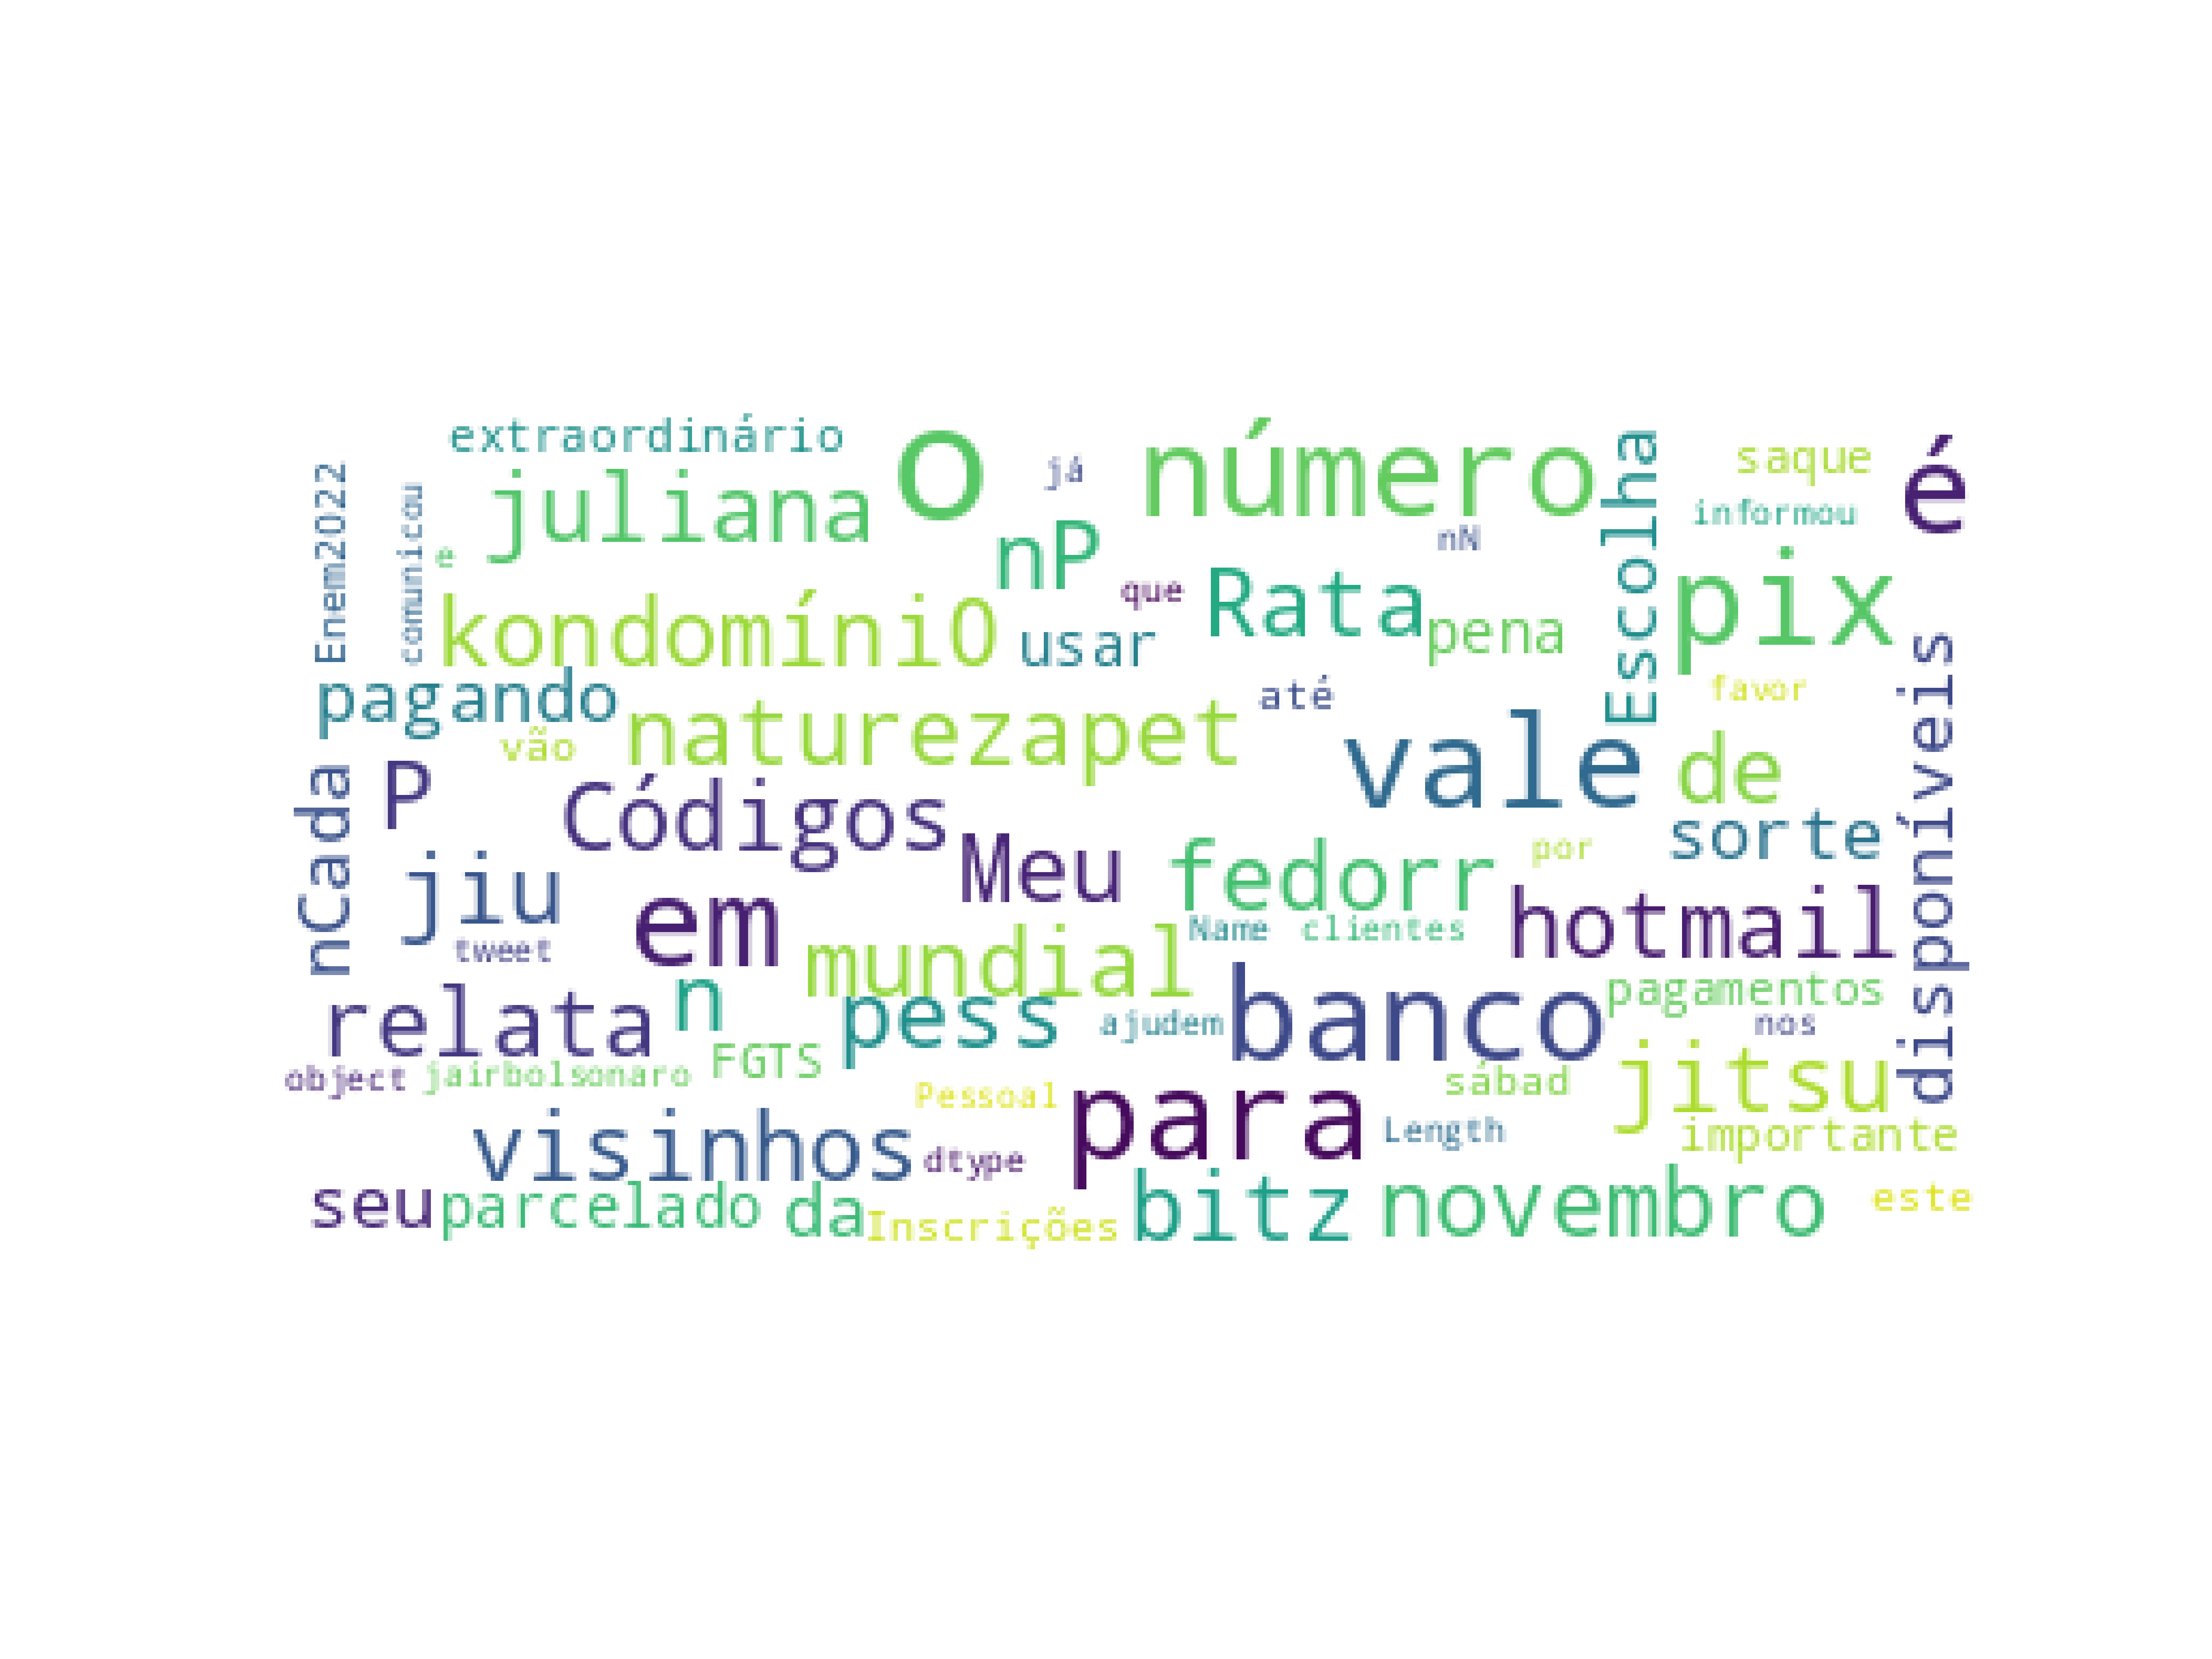 extraordinário
O
número
saque
é
Enem2022
comunicou
e
juliana
já
nP
nN
Escolha
informou
kondomíni0
usar
que
Rata
pena
pix
pagando
vão
naturezapet
até
vale
favor
de
disponíveis
nCada
P
Códigos
Meu
fedorr
por
sorte
jiu
tweet
em
mundial
Name
clientes
hotmail
relata
n
pess
ajudem
banco
pagamentos
nos
object
jairbolsonaro
FGTS
Pessoal
para
sábad
jitsu
visinhos
dtype
Length
importante
seu
parcelado
da
Inscrições
bitz
novembro
este